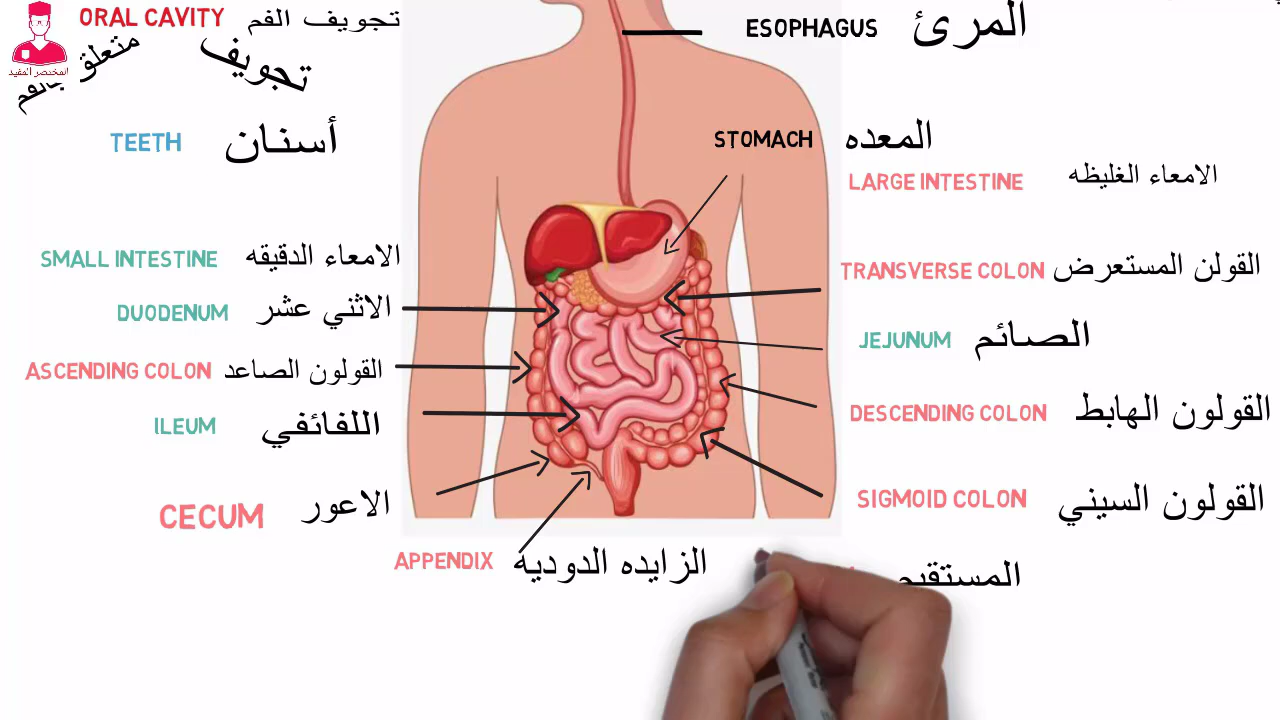 ORAL CAVITY تجويف الفم
متعلق بالفم
تجويف
المختصر المفيد
TEETH أسنان
SMALL INTESTINE الامعاء الدقيقه
DUODENUM الاثني عشر
ASCENDING COLON القولون الصاعد
ILEUM اللفائفي
CECUM الاعور
APPENDIX الزايده الدوديه
ESOPHAGUS المرئ
STOMACH المعده
LARGE INTESTINE الامعاء الغليظه
TRANSVERSE COLON القولن المستعرض
JEJUNUM الصائم
DESCENDING COLON القولون الهابط
SIGMOID COLON القولون السيني
المستقيم